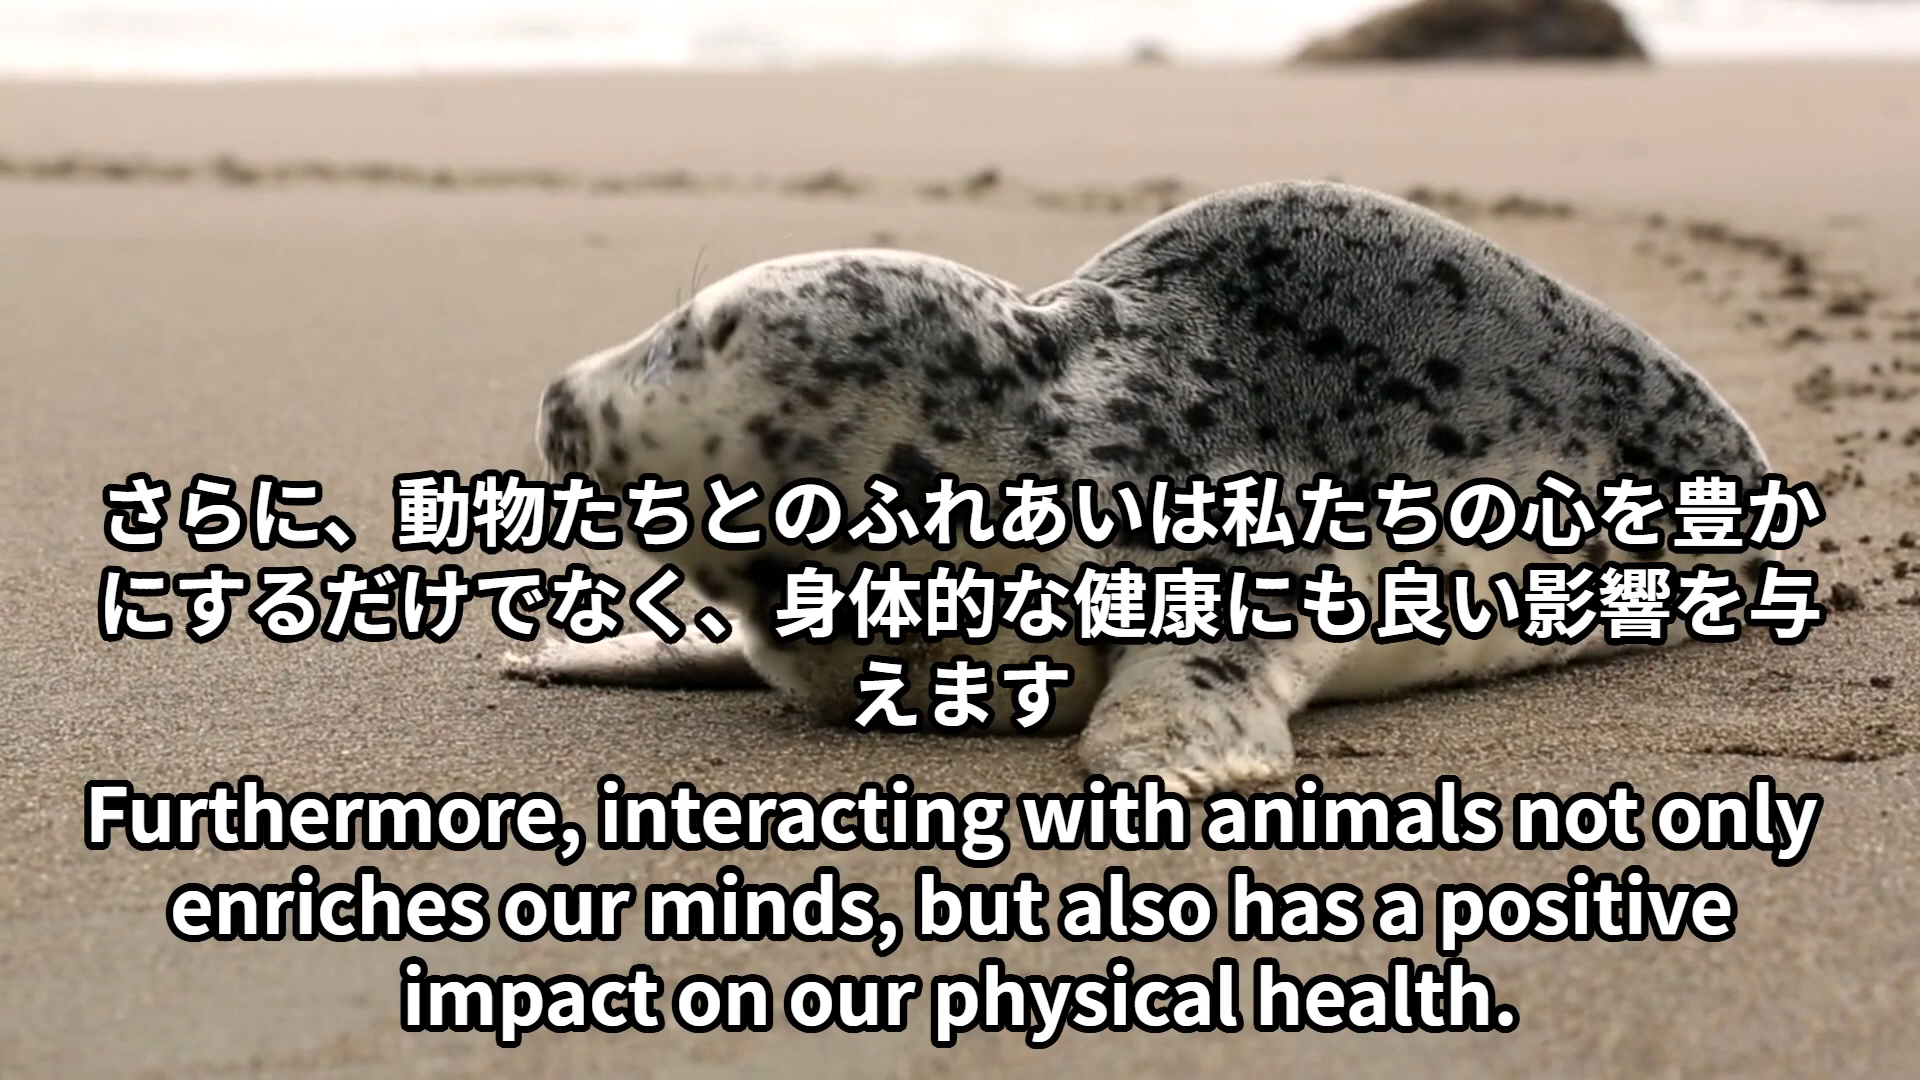 さらに、動物たちとのふれあいは私たちの心を豊か
にするだけでなく、身体的な健康にも良い影響を与
えます
Furthermore, interacting with animals not only
enriches our minds, but also has a positive
impact on our physical health.